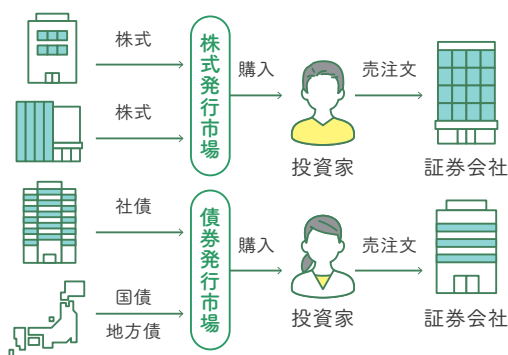 株式
株式
株式発行市場
購入
投資家
売注文
証券会社
社債
国債
地方債
債券発行市場
購入
投資家
売注文
証券会社